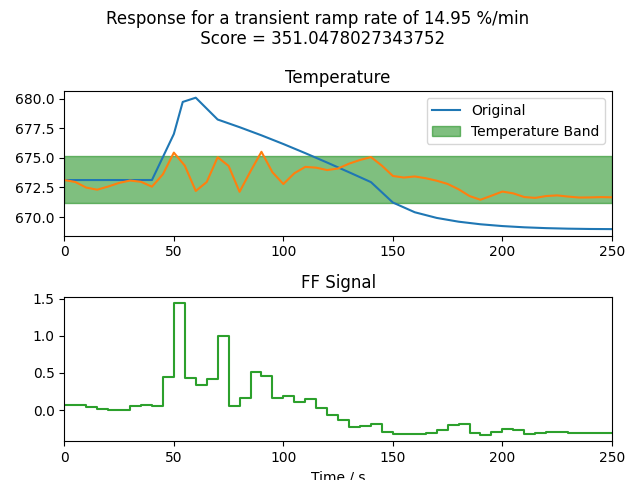 Response for a transient ramp rate of 14.95 %/min
Score = 351.0478027343752
Temperature
680.0
677.5
675.0
672.5
670.0
Original
Temperature Band
0 50 100 150 200 250
FF Signal
1.5
1.0
0.5
0.0
0 50 100 150 200 250
Time / s